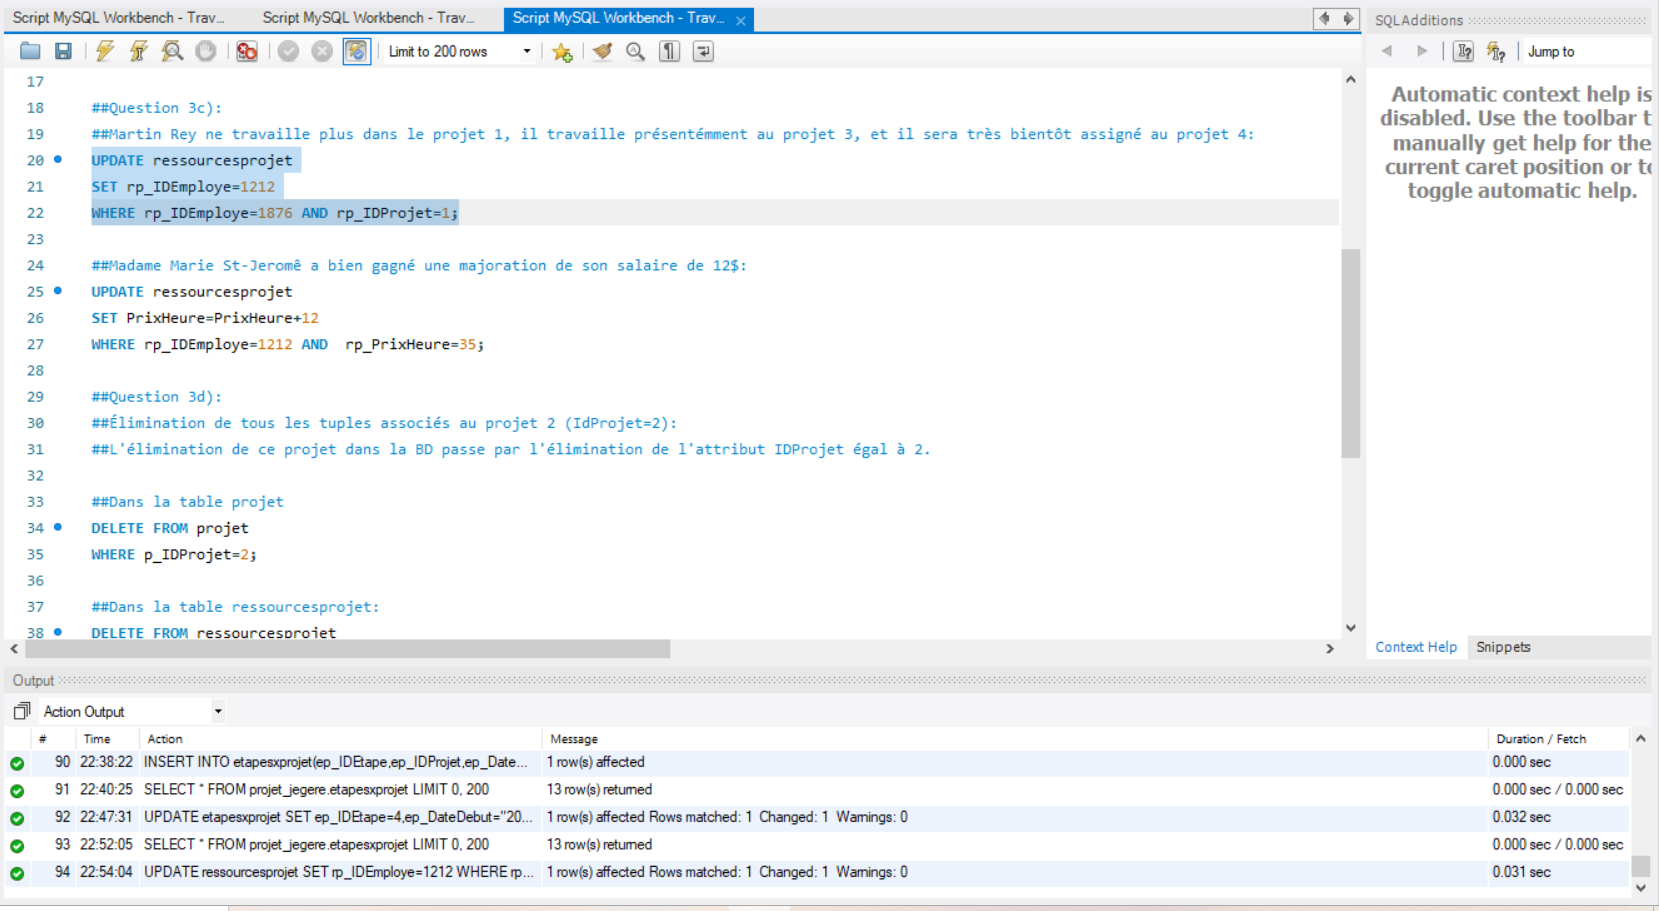 Script MySQL Workbench - Trav... Script MySQL Workbench - Trav... Script MySQL Workbench - Trav...
Limit to 200 rows
17
18 ##Question 3c):
19 ##Martin Rey ne travaille plus dans le projet 1, il travaille présentémment au projet 3, et il sera très bientôt assigné au projet 4:
20 UPDATE ressourcesprojet
21 SET rp_IDEmploye=1212
22 WHERE rp_IDEmploye=1876 AND rp_IDProjet=1;
23
24 ##Madame Marie St-Jeromê a bien gagné une majoration de son salaire de 12$:
25 UPDATE ressourcesprojet
26 SET PrixHeure=PrixHeure+12
27 WHERE rp_IDEmploye=1212 AND  rp_PrixHeure=35;
28
29 ##Question 3d):
30 ##Élimination de tous les tuples associés au projet 2 (IdProjet=2):
31 ##L'élimination de ce projet dans la BD passe par l'élimination de l'attribut IDProjet égal à 2.
32
33 ##Dans la table projet
34 DELETE FROM projet
35 WHERE p_IDProjet=2;
36
37 ##Dans la table ressourcesprojet:
38 DELETE FROM ressourcesprojet
SQLAdditions
Jump to
Automatic context help is
disabled. Use the toolbar t
manually get help for the
current caret position or to
toggle automatic help.
Context Help Snippets
Output
Action Output
# Time Action Message Duration / Fetch
90 22:38:22 INSERT INTO etapesxprojet(ep_IDEtape,ep_IDProjet,ep_Date... 1 row(s) affected 0.000 sec
91 22:40:25 SELECT * FROM projet_jegere.etapesxprojet LIMIT 0, 200 13 row(s) returned 0.000 sec / 0.000 sec
92 22:47:31 UPDATE etapesxprojet SET ep_IDEtape=4,ep_DateDebut="20... 1 row(s) affected Rows matched: 1 Changed: 1 Warnings: 0 0.032 sec
93 22:52:05 SELECT * FROM projet_jegere.etapesxprojet LIMIT 0, 200 13 row(s) returned 0.000 sec / 0.000 sec
94 22:54:04 UPDATE ressourcesprojet SET rp_IDEmploye=1212 WHERE rp... 1 row(s) affected Rows matched: 1 Changed: 1 Warnings: 0 0.031 sec